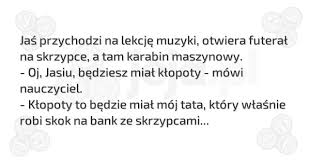 Jaś przychodzi na lekcję muzyki, otwiera futerał
na skrzypce, a tam karabin maszynowy.
- Oj, Jasiu, będziesz miał kłopoty - mówi
nauczyciel.
- Kłopoty to będzie miał mój tata, który właśnie
robi skok na bank ze skrzypcami...